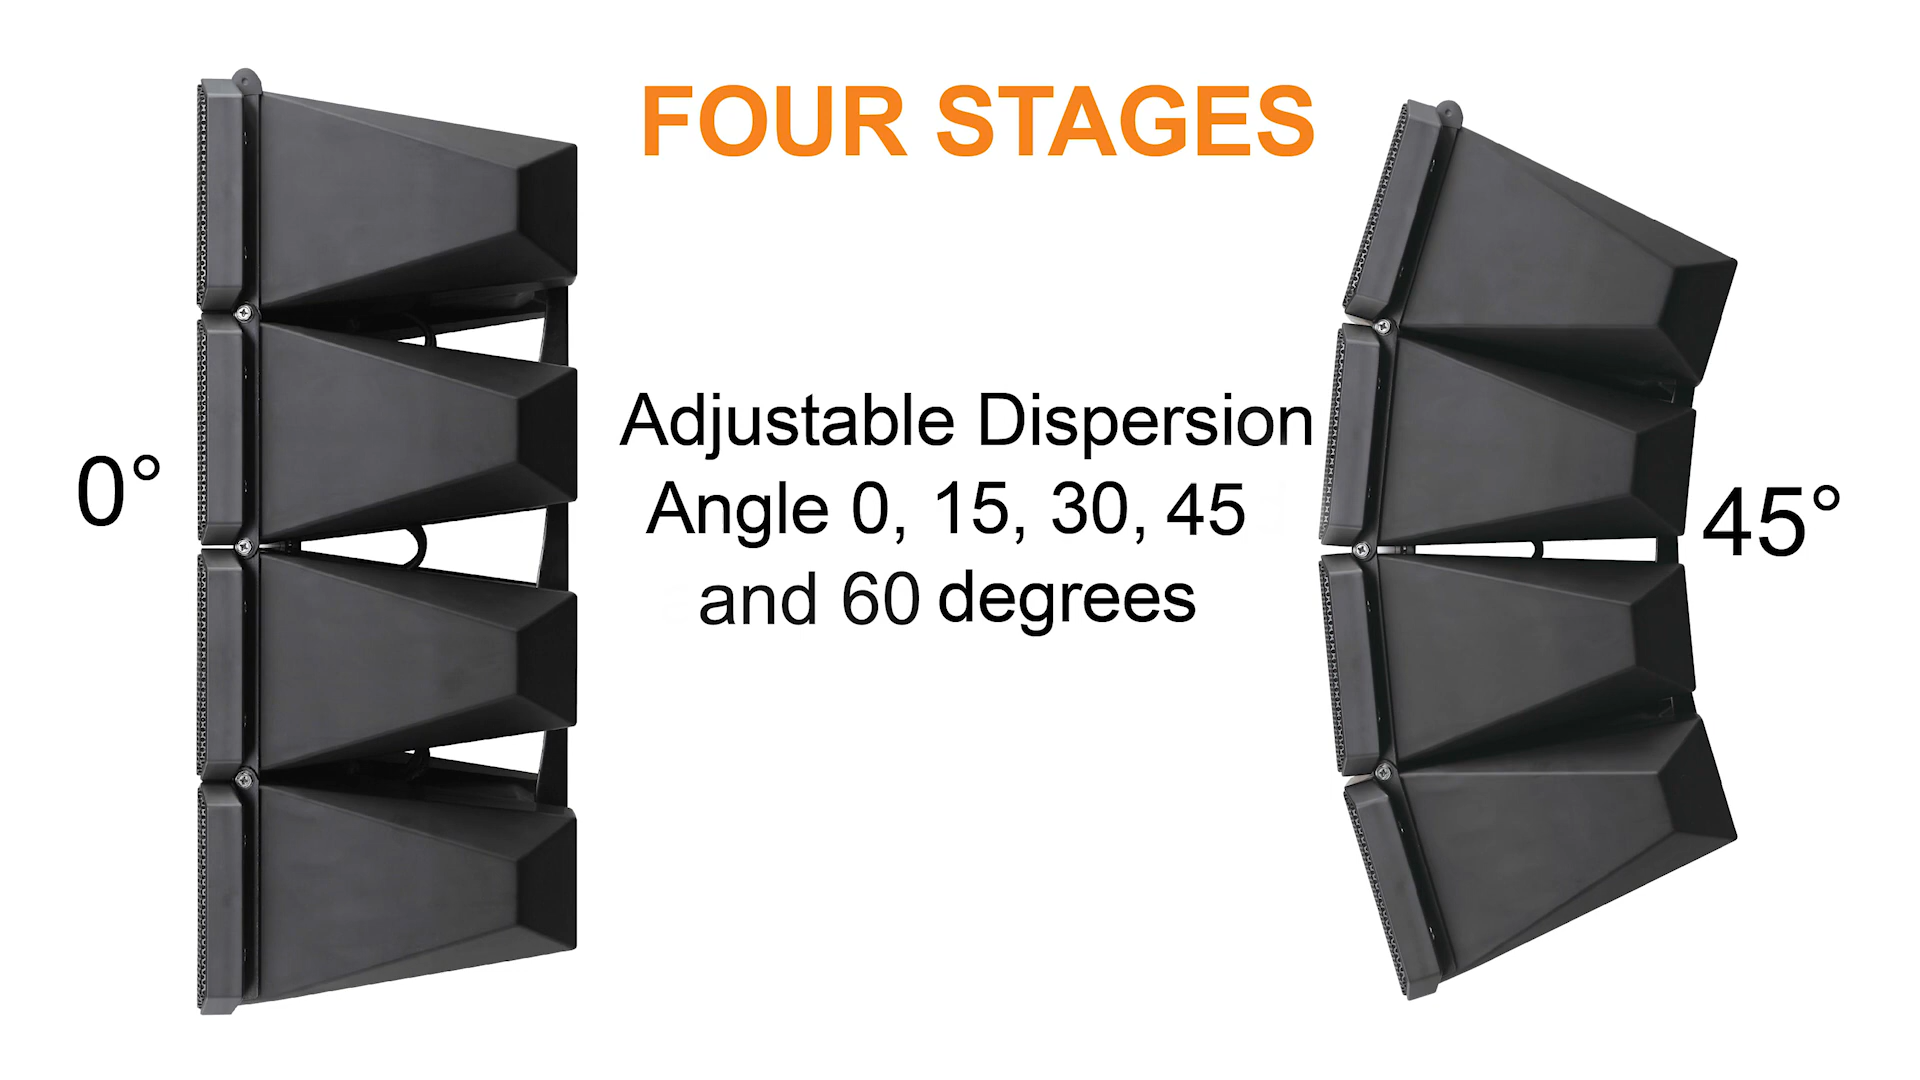 FOUR STAGES
0°
Adjustable Dispersion
Angle 0, 15, 30, 45
and 60 degrees
45°